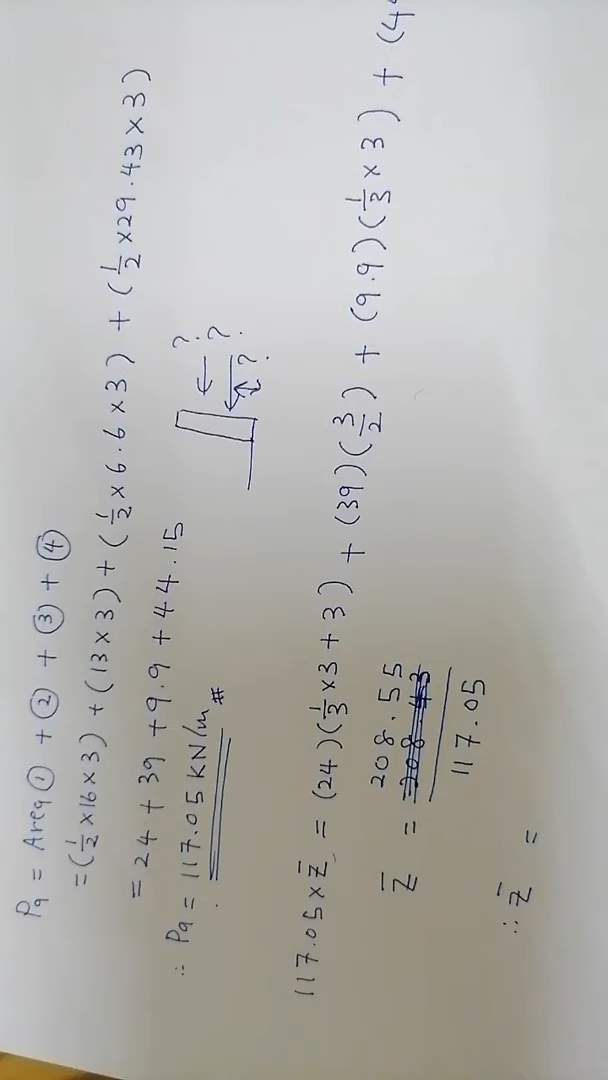 Pa = Area ① + ② + ③ + ④
= (1/2 × 16 × 3) + (13 × 3) + (1/2 × 6.6 × 3) + (1/2 × 29.43 × 3)
= 24 + 39 + 9.9 + 44.15
∴ Pa = 117.05 KN/m #
? ? ?
117.05 × z̄ = (24)(1/3 × 3 + 3) + (39)(3/2) + (9.9)(1/3 × 3) + (44
z̄ = 208.55 / 117.05
∴ z̄ =